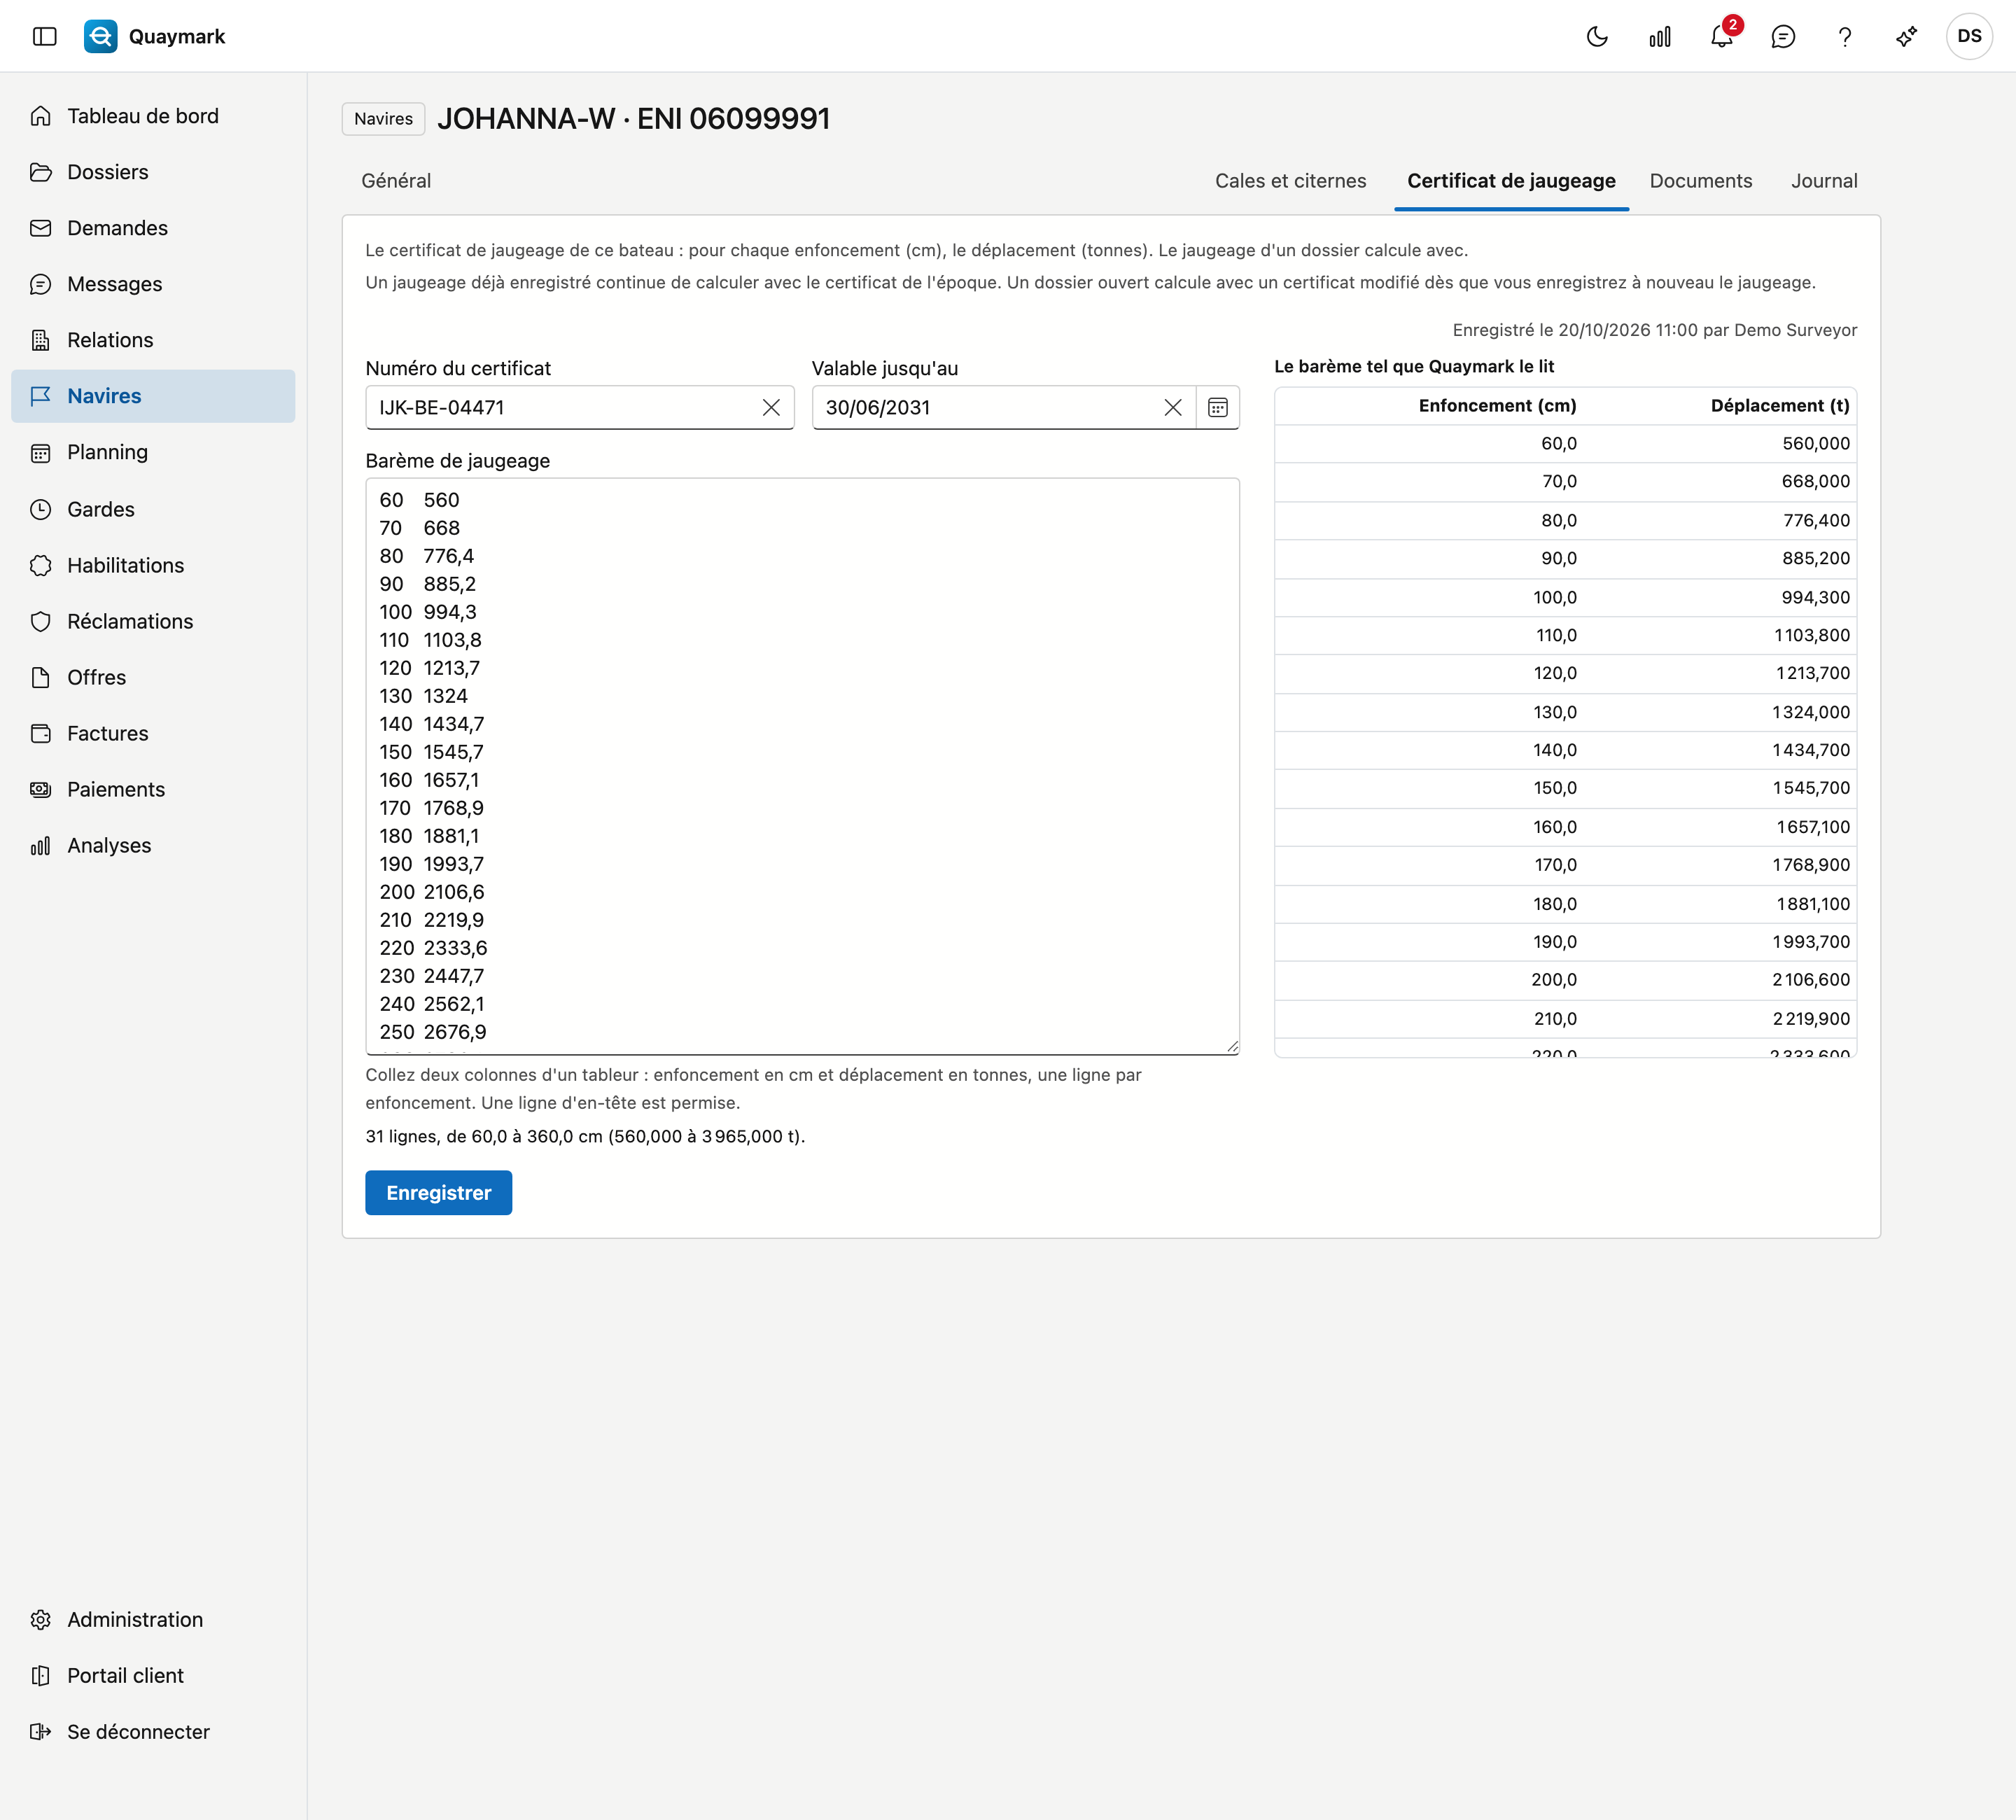 Quaymark
2
DS
Tableau de bord
Dossiers
Demandes
Messages
Relations
Navires
Planning
Gardes
Habilitations
Réclamations
Offres
Factures
Paiements
Analyses
Administration
Portail client
Se déconnecter
Navires JOHANNA-W · ENI 06099991
Général Cales et citernes Certificat de jaugeage Documents Journal
Le certificat de jaugeage de ce bateau : pour chaque enfoncement (cm), le déplacement (tonnes). Le jaugeage d'un dossier calcule avec.
Un jaugeage déjà enregistré continue de calculer avec le certificat de l'époque. Un dossier ouvert calcule avec un certificat modifié dès que vous enregistrez à nouveau le jaugeage.
Enregistré le 20/10/2026 11:00 par Demo Surveyor
Numéro du certificat
IJK-BE-04471
Valable jusqu'au
30/06/2031
Barème de jaugeage
60 560
70 668
80 776,4
90 885,2
100 994,3
110 1103,8
120 1213,7
130 1324
140 1434,7
150 1545,7
160 1657,1
170 1768,9
180 1881,1
190 1993,7
200 2106,6
210 2219,9
220 2333,6
230 2447,7
240 2562,1
250 2676,9
Collez deux colonnes d'un tableur : enfoncement en cm et déplacement en tonnes, une ligne par
enfoncement. Une ligne d'en-tête est permise.
31 lignes, de 60,0 à 360,0 cm (560,000 à 3 965,000 t).
Enregistrer
Le barème tel que Quaymark le lit
Enfoncement (cm) Déplacement (t)
60,0 560,000
70,0 668,000
80,0 776,400
90,0 885,200
100,0 994,300
110,0 1 103,800
120,0 1 213,700
130,0 1 324,000
140,0 1 434,700
150,0 1 545,700
160,0 1 657,100
170,0 1 768,900
180,0 1 881,100
190,0 1 993,700
200,0 2 106,600
210,0 2 219,900
220,0 2 333,600